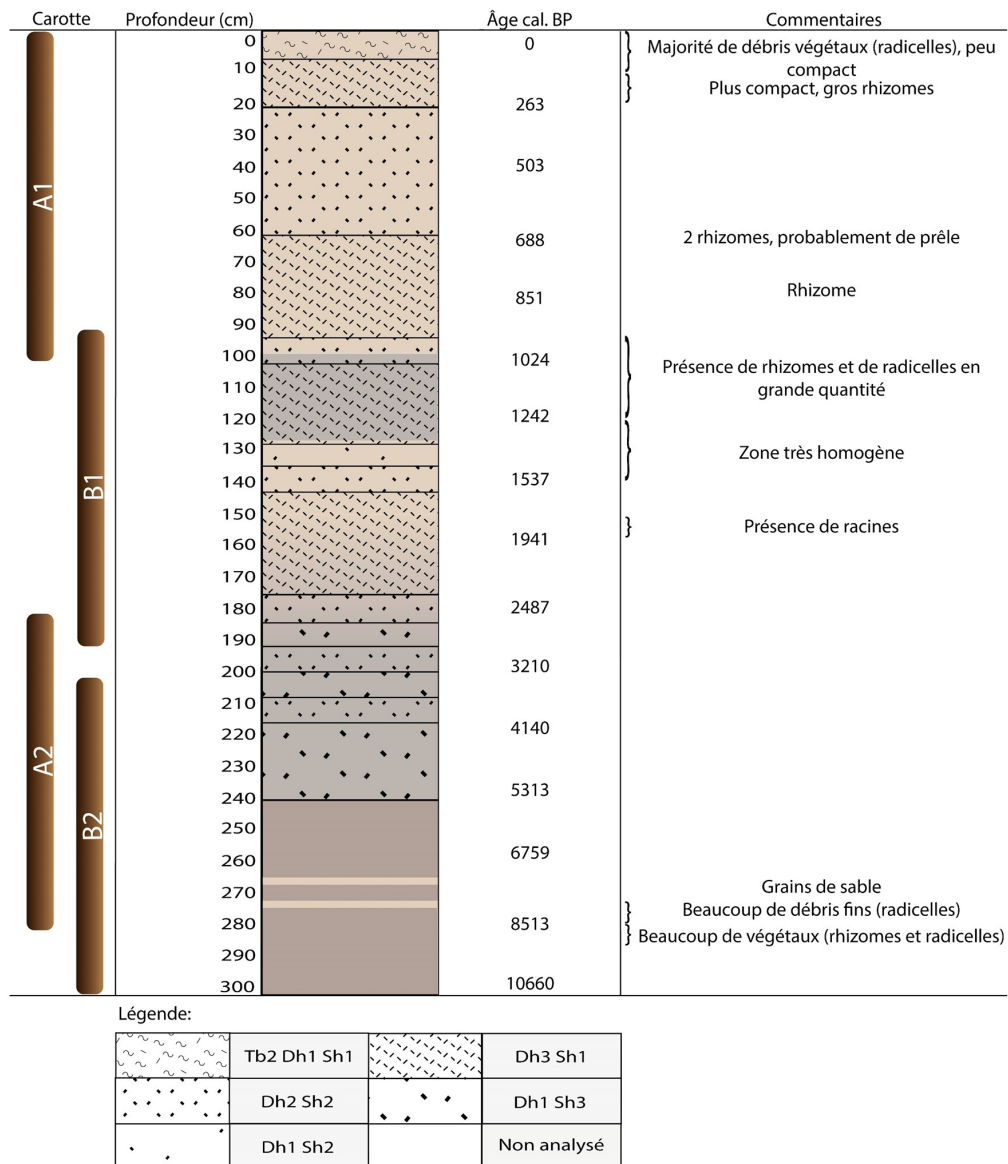 Carotte Profondeur (cm) Âge cal. BP Commentaires
0 0 Majorité de débris végétaux (radicelles), peu
compact
10
Plus compact, gros rhizomes
20 263
30
40 503
50
60 688 2 rhizomes, probablement de prêle
70
80 851 Rhizome
90
100 1024
Présence de rhizomes et de radicelles en
grande quantité
110
120 1242
130
Zone très homogène
140 1537
150 Présence de racines
160 1941
170
180 2487
190
200 3210
210
220 4140
230
240 5313
250
260 6759
270 Grains de sable
Beaucoup de débris fins (radicelles)
280 8513
Beaucoup de végétaux (rhizomes et radicelles)
290
300 10660
A1
B1
A2
B2
Légende:
Tb2 Dh1 Sh1 Dh3 Sh1
Dh2 Sh2 Dh1 Sh3
Dh1 Sh2 Non analysé